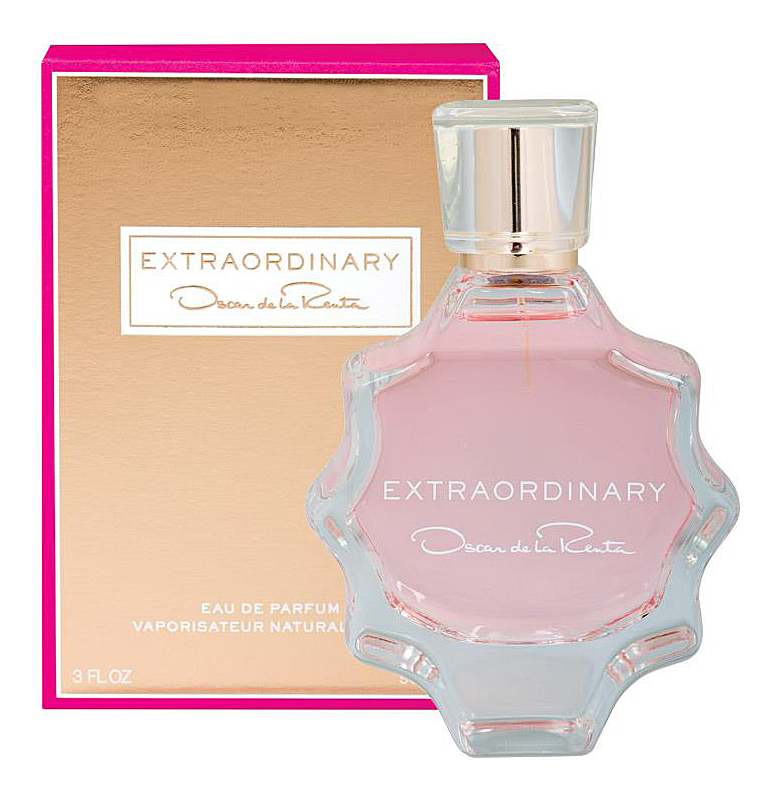 EXTRAORDINARY
Oscar de la Renta
EXTRAORDINARY
Oscar de la Renta
EAU DE PARFUM
VAPORISATEUR NATURAL
3 FL OZ